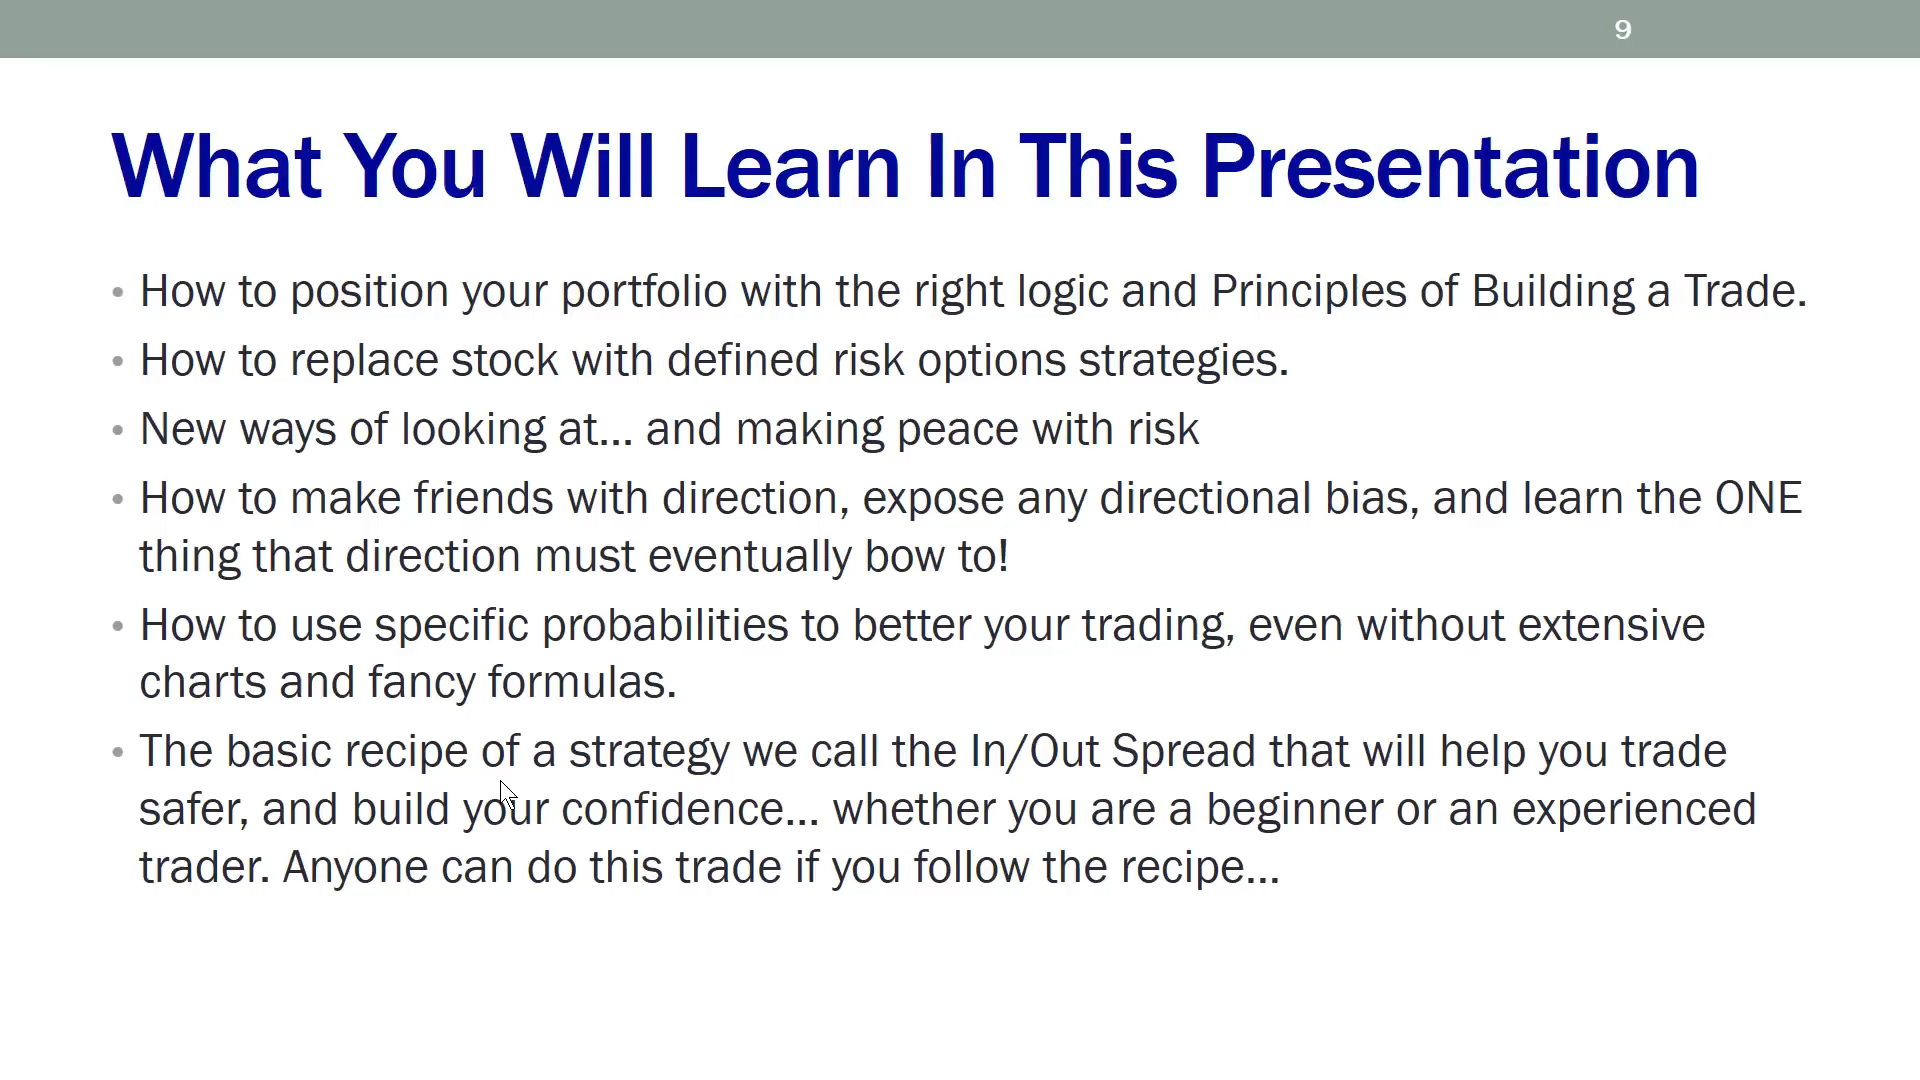 9
What You Will Learn In This Presentation
• How to position your portfolio with the right logic and Principles of Building a Trade.
• How to replace stock with defined risk options strategies.
• New ways of looking at... and making peace with risk
• How to make friends with direction, expose any directional bias, and learn the ONE
thing that direction must eventually bow to!
• How to use specific probabilities to better your trading, even without extensive
charts and fancy formulas.
• The basic recipe of a strategy we call the In/Out Spread that will help you trade
safer, and build your confidence... whether you are a beginner or an experienced
trader. Anyone can do this trade if you follow the recipe...